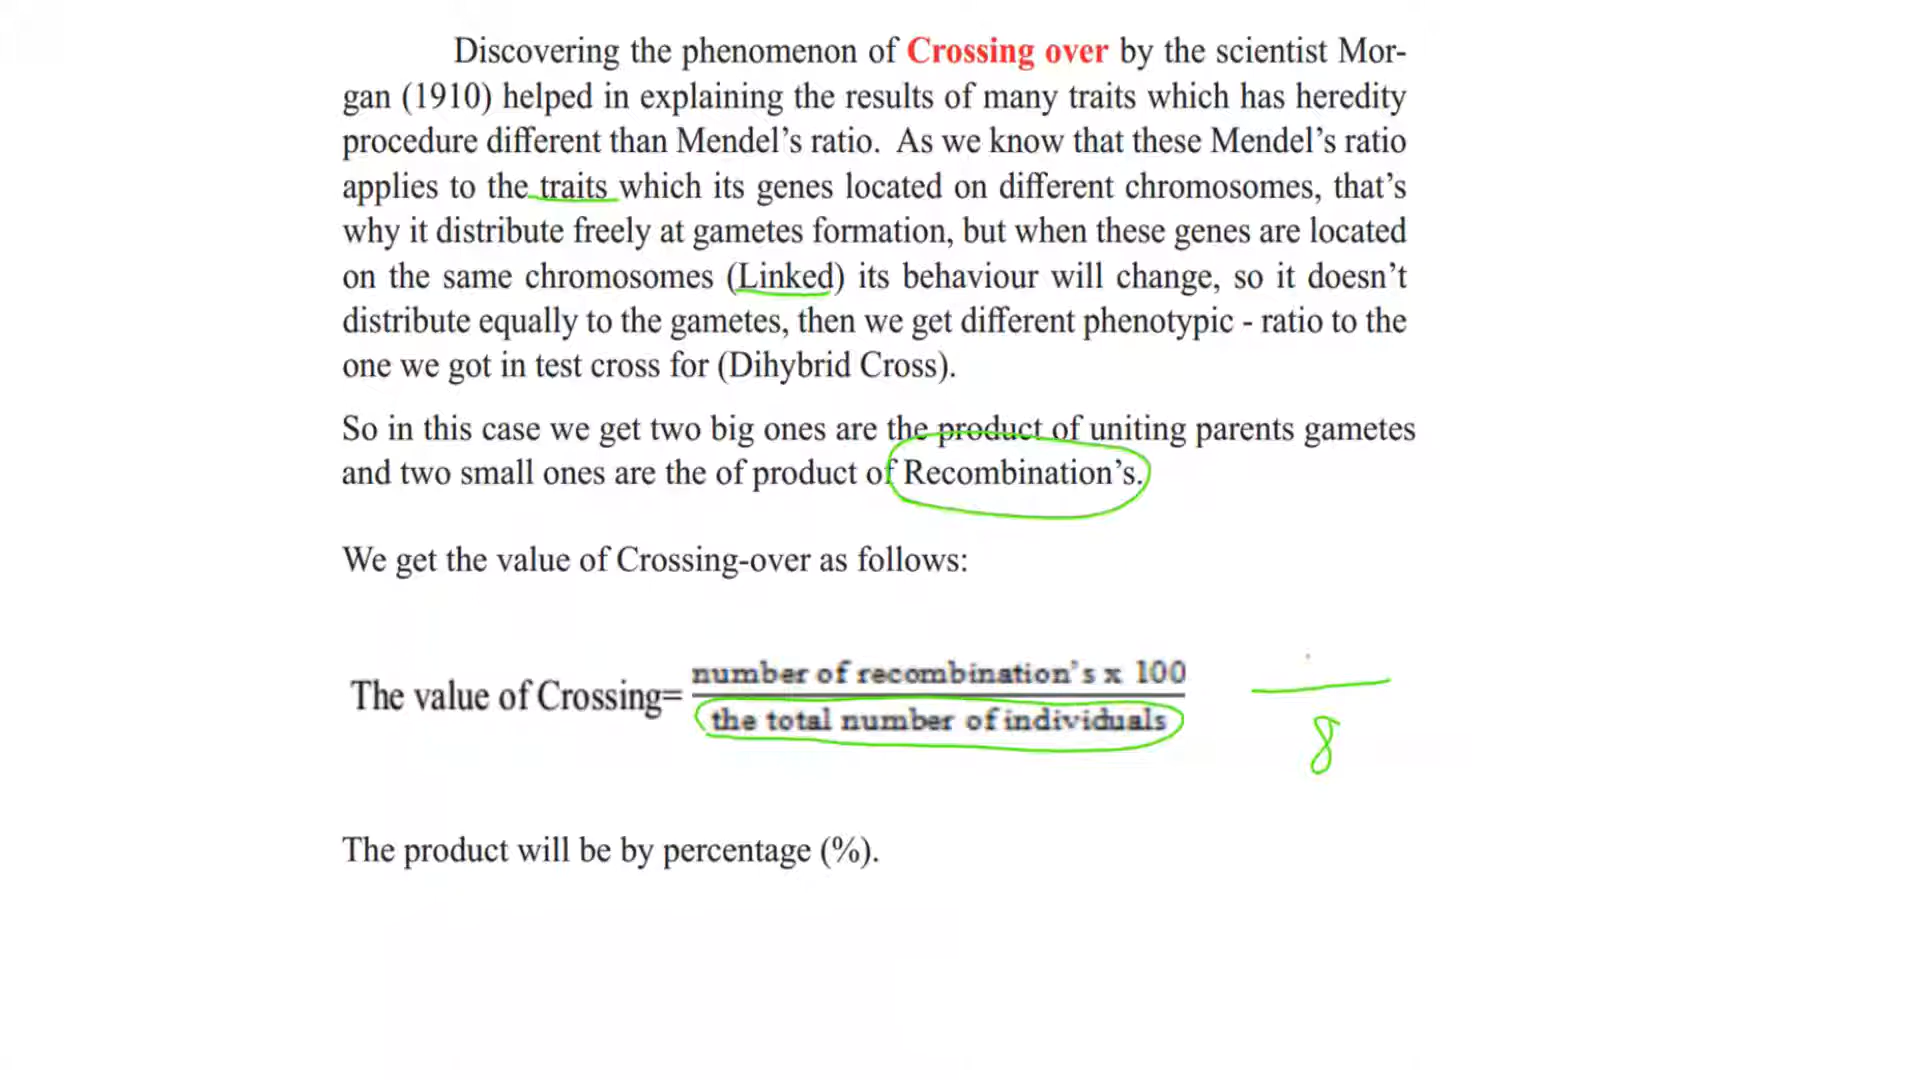 Discovering the phenomenon of Crossing over by the scientist Mor-
gan (1910) helped in explaining the results of many traits which has heredity
procedure different than Mendel’s ratio. As we know that these Mendel’s ratio
applies to the traits which its genes located on different chromosomes, that’s
why it distribute freely at gametes formation, but when these genes are located
on the same chromosomes (Linked) its behaviour will change, so it doesn’t
distribute equally to the gametes, then we get different phenotypic - ratio to the
one we got in test cross for (Dihybrid Cross).
So in this case we get two big ones are the product of uniting parents gametes
and two small ones are the of product of Recombination’s.
We get the value of Crossing-over as follows:
number of recombination's x 100
The value of Crossing=
the total number of individuals
8
The product will be by percentage (%).